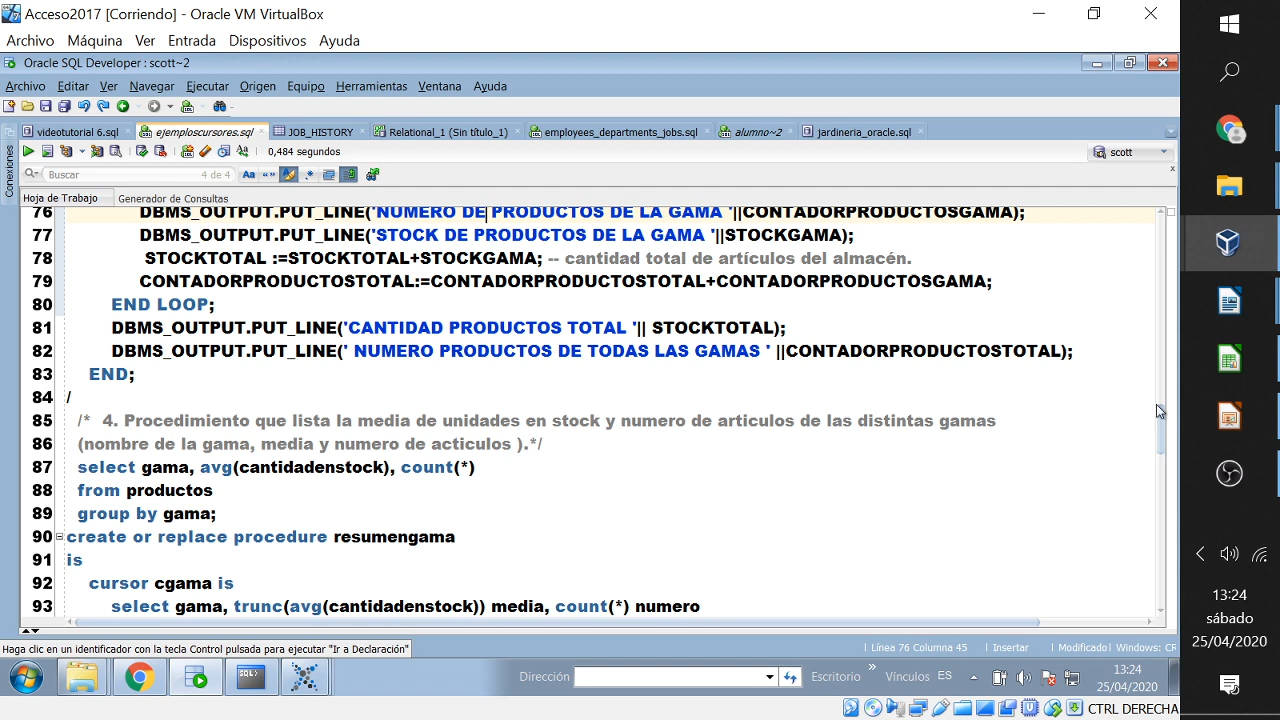 Acceso2017 [Corriendo] - Oracle VM VirtualBox
Archivo Máquina Ver Entrada Dispositivos Ayuda
Oracle SQL Developer : scott~2
Archivo Editar Ver Navegar Ejecutar Origen Equipo Herramientas Ventana Ayuda
videotutorial 6.sql ejemploscursores.sql JOB_HISTORY Relational_1 (Sin título_1) employees_departments_jobs.sql alumno~2 jardineria_oracle.sql
0,484 segundos scott
Conexiones
Buscar 4 de 4 Aa “” .*
Hoja de Trabajo Generador de Consultas
76 DBMS_OUTPUT.PUT_LINE('NUMERO DE PRODUCTOS DE LA GAMA '||CONTADORPRODUCTOSGAMA);
77 DBMS_OUTPUT.PUT_LINE('STOCK DE PRODUCTOS DE LA GAMA '||STOCKGAMA);
78 STOCKTOTAL :=STOCKTOTAL+STOCKGAMA; -- cantidad total de artículos del almacén.
79 CONTADORPRODUCTOSTOTAL:=CONTADORPRODUCTOSTOTAL+CONTADORPRODUCTOSGAMA;
80 END LOOP;
81 DBMS_OUTPUT.PUT_LINE('CANTIDAD PRODUCTOS TOTAL '|| STOCKTOTAL);
82 DBMS_OUTPUT.PUT_LINE(' NUMERO PRODUCTOS DE TODAS LAS GAMAS ' ||CONTADORPRODUCTOSTOTAL);
83 END;
84 /
85 /* 4. Procedimiento que lista la media de unidades en stock y numero de articulos de las distintas gamas
86 (nombre de la gama, media y numero de acticulos ).*/
87 select gama, avg(cantidadenstock), count(*)
88 from productos
89 group by gama;
90 create or replace procedure resumengama
91 is
92 cursor cgama is
93 select gama, trunc(avg(cantidadenstock)) media, count(*) numero
Haga clic en un identificador con la tecla Control pulsada para ejecutar "Ir a Declaración" Línea 76 Columna 45 Insertar Modificado Windows: CR
Dirección Escritorio » Vínculos ES 13:24
25/04/2020
CTRL DERECHA
13:24
sábado
25/04/2020